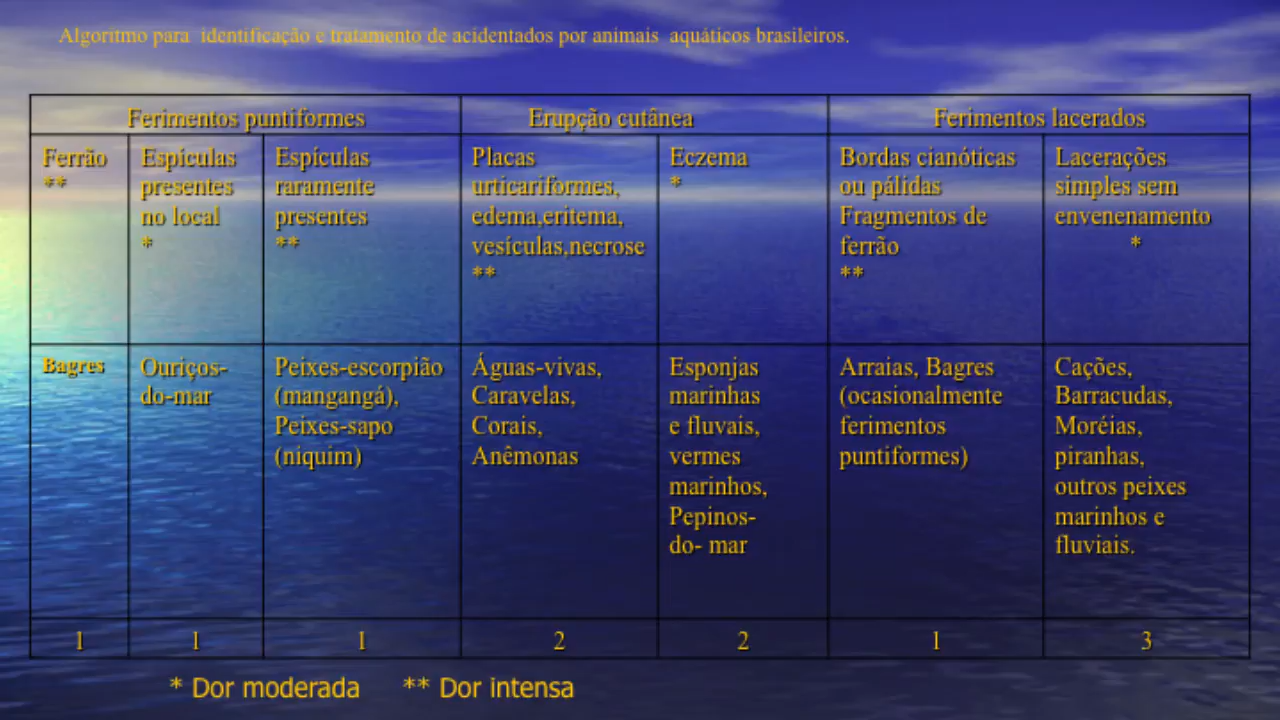 Algoritmo para identificação e tratamento de acidentados por animais aquáticos brasileiros.
Ferimentos puntiformes
Erupção cutânea
Ferimentos lacerados
Ferrão
**
Espículas
presentes
no local
*
Espículas
raramente
presentes
**
Placas
urticariformes,
edema,eritema,
vesículas,necrose
**
Eczema
*
Bordas cianóticas
ou pálidas
Fragmentos de
ferrão
**
Lacerações
simples sem
envenenamento
*
Bagres
Ouriços-
do-mar
Peixes-escorpião
(mangangá),
Peixes-sapo
(niquim)
Águas-vivas,
Caravelas,
Corais,
Anêmonas
Esponjas
marinhas
e fluvais,
vermes
marinhos,
Pepinos-
do- mar
Arraias, Bagres
(ocasionalmente
ferimentos
puntiformes)
Cações,
Barracudas,
Moréias,
piranhas,
outros peixes
marinhos e
fluviais.
1 1 1 2 2 1 3
* Dor moderada ** Dor intensa